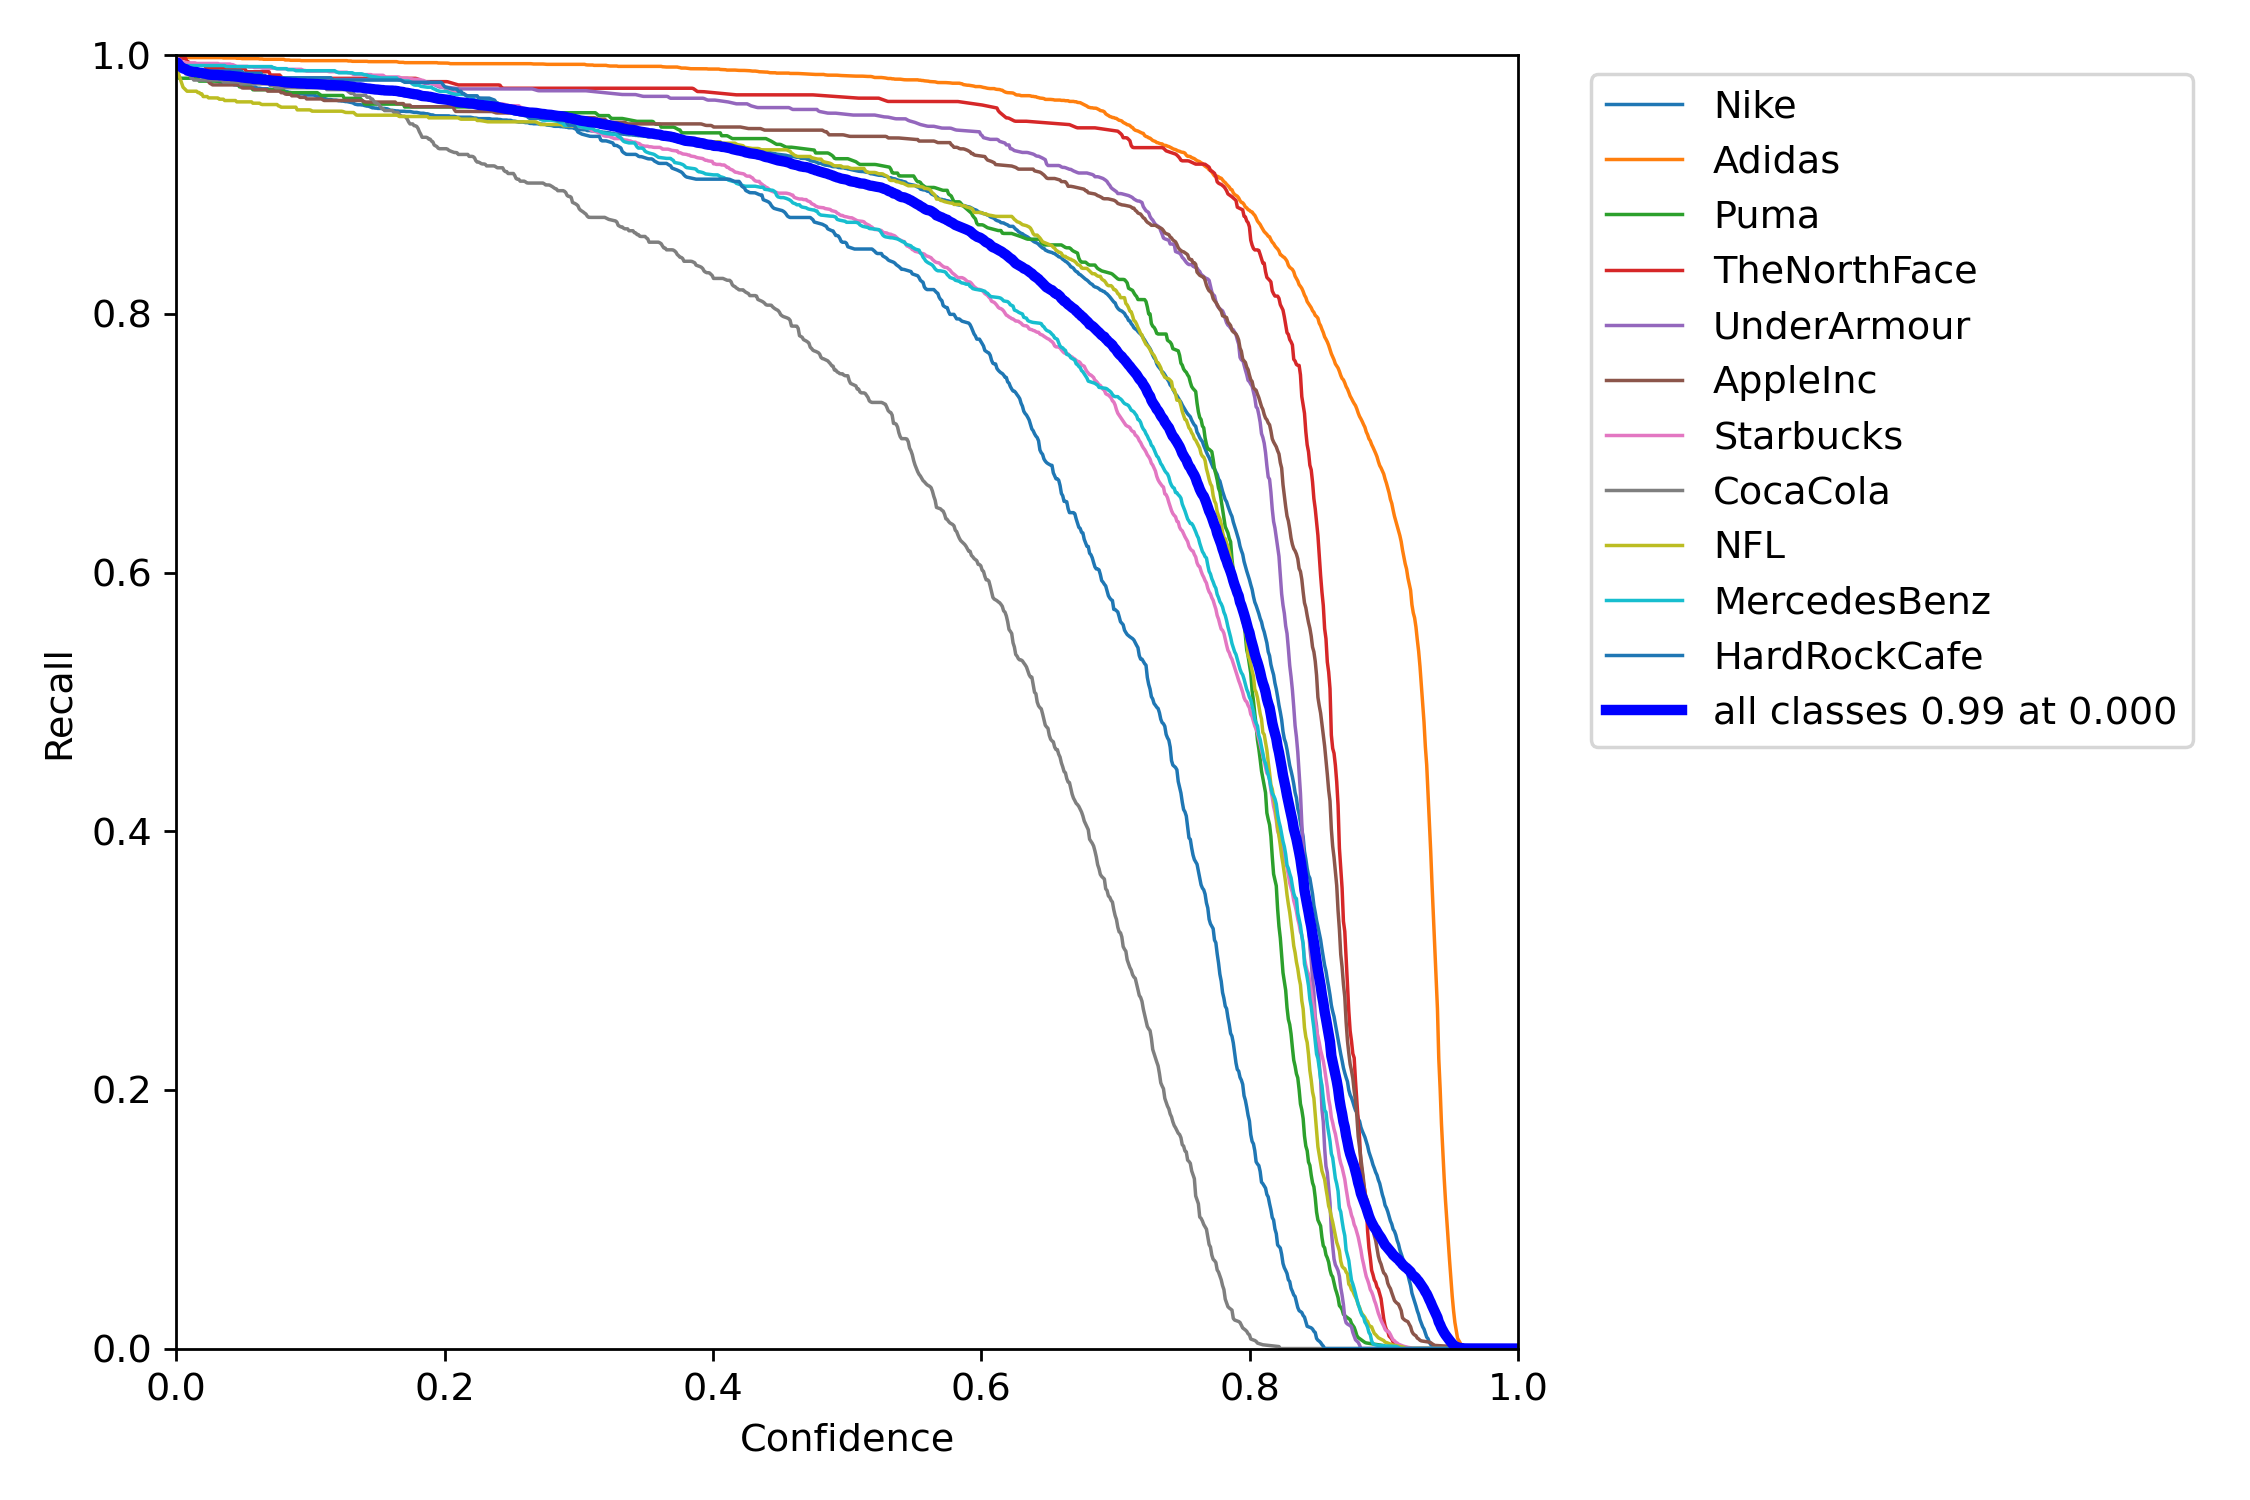 1.0
0.8
0.6
0.4
0.2
0.0
0.0 0.2 0.4 0.6 0.8 1.0
Recall
Confidence
Nike
Adidas
Puma
TheNorthFace
UnderArmour
AppleInc
Starbucks
CocaCola
NFL
MercedesBenz
HardRockCafe
all classes 0.99 at 0.000